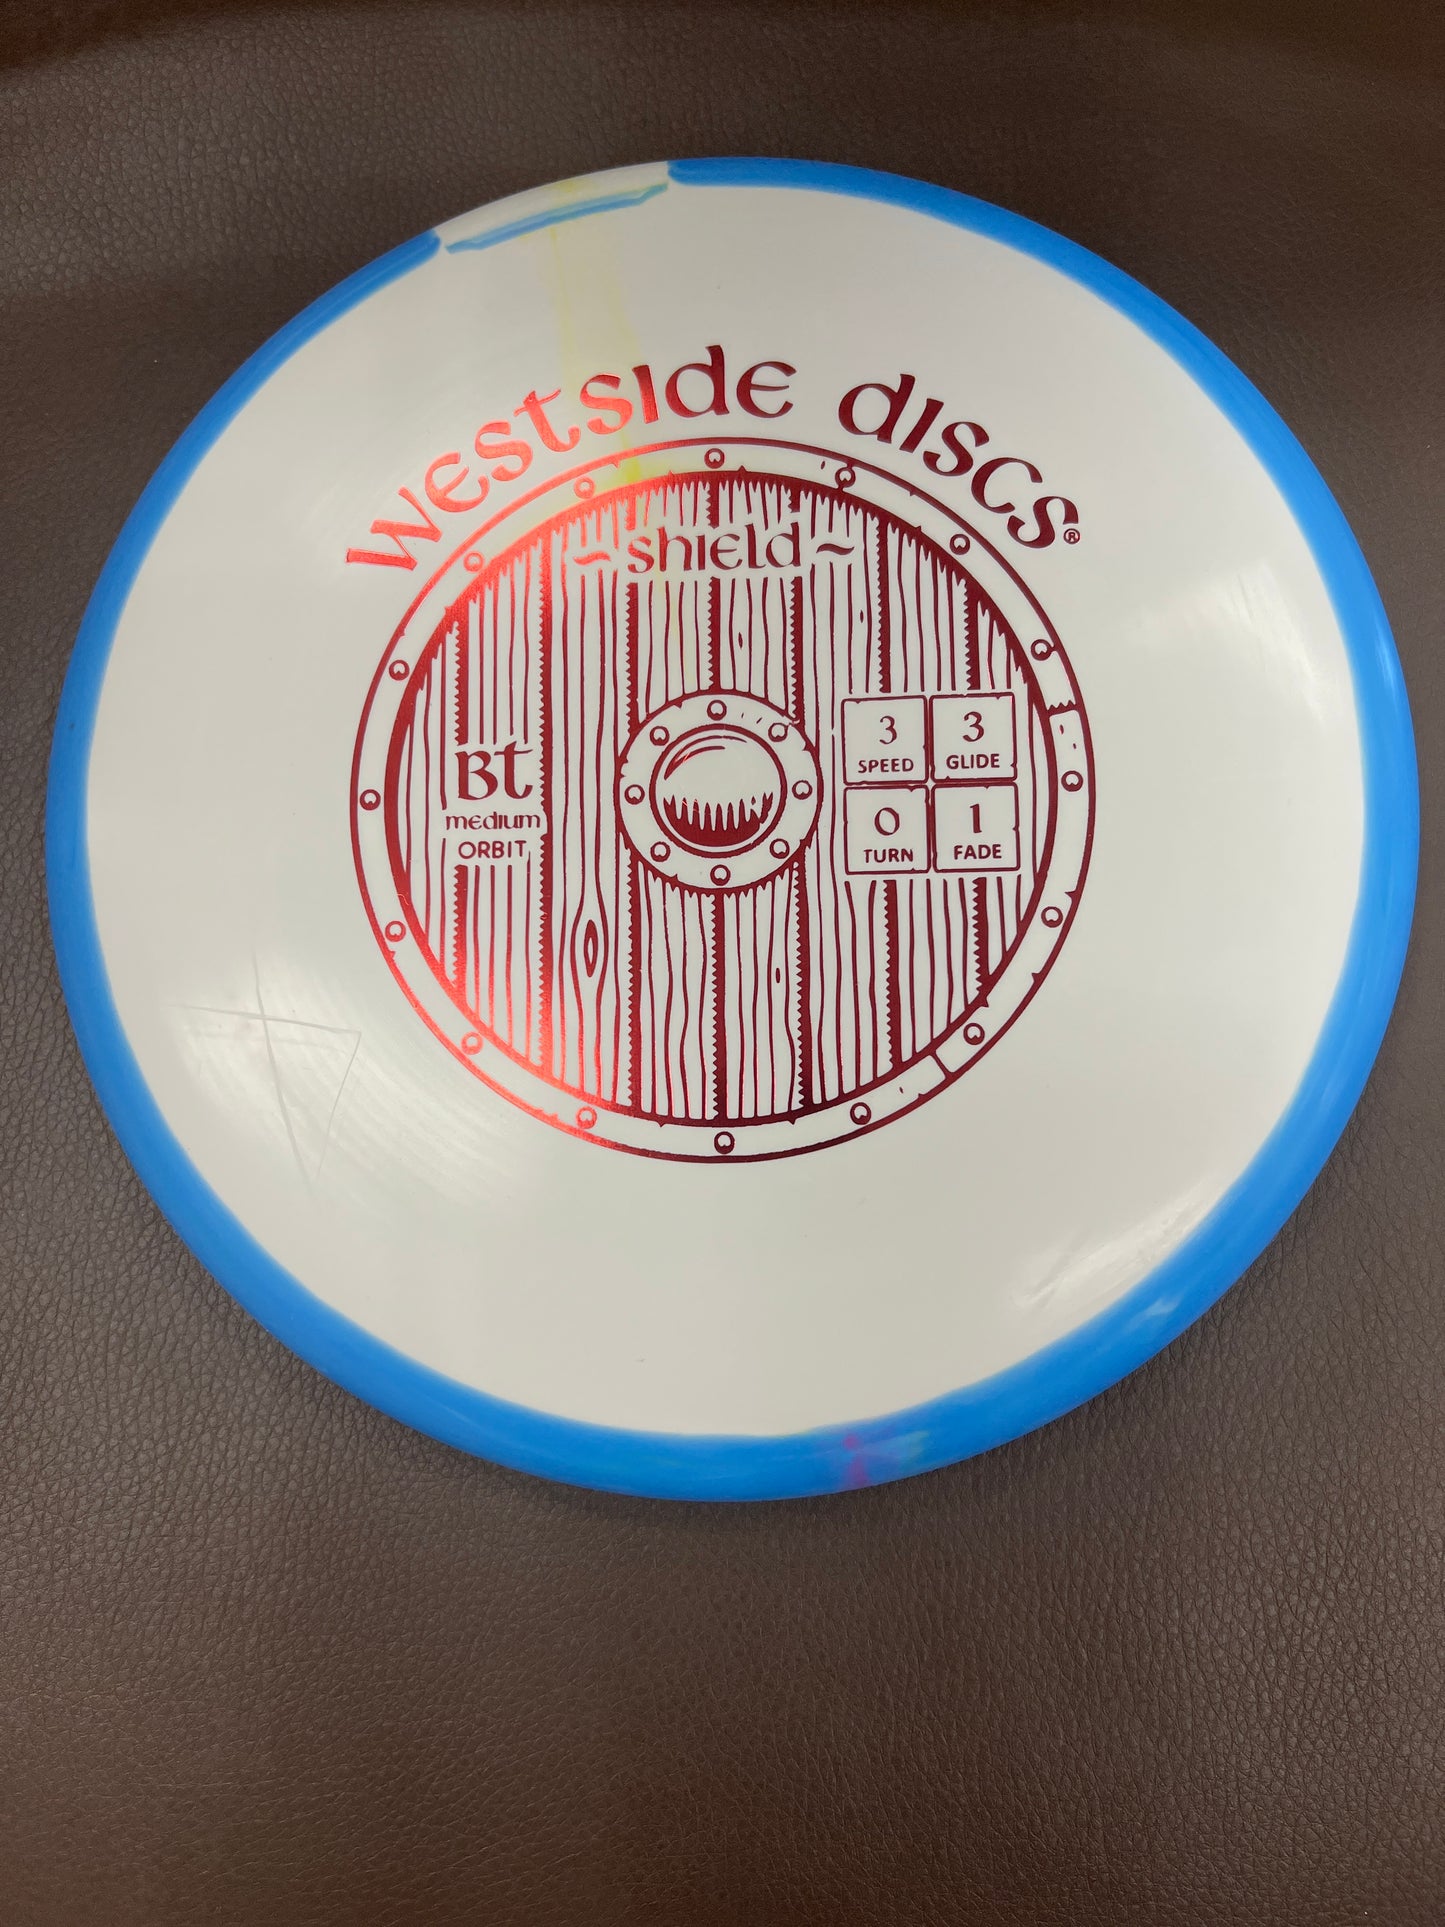 westside discs®
~shield~
BT
medium
ORBIT
3 SPEED
3 GLIDE
0 TURN
1 FADE